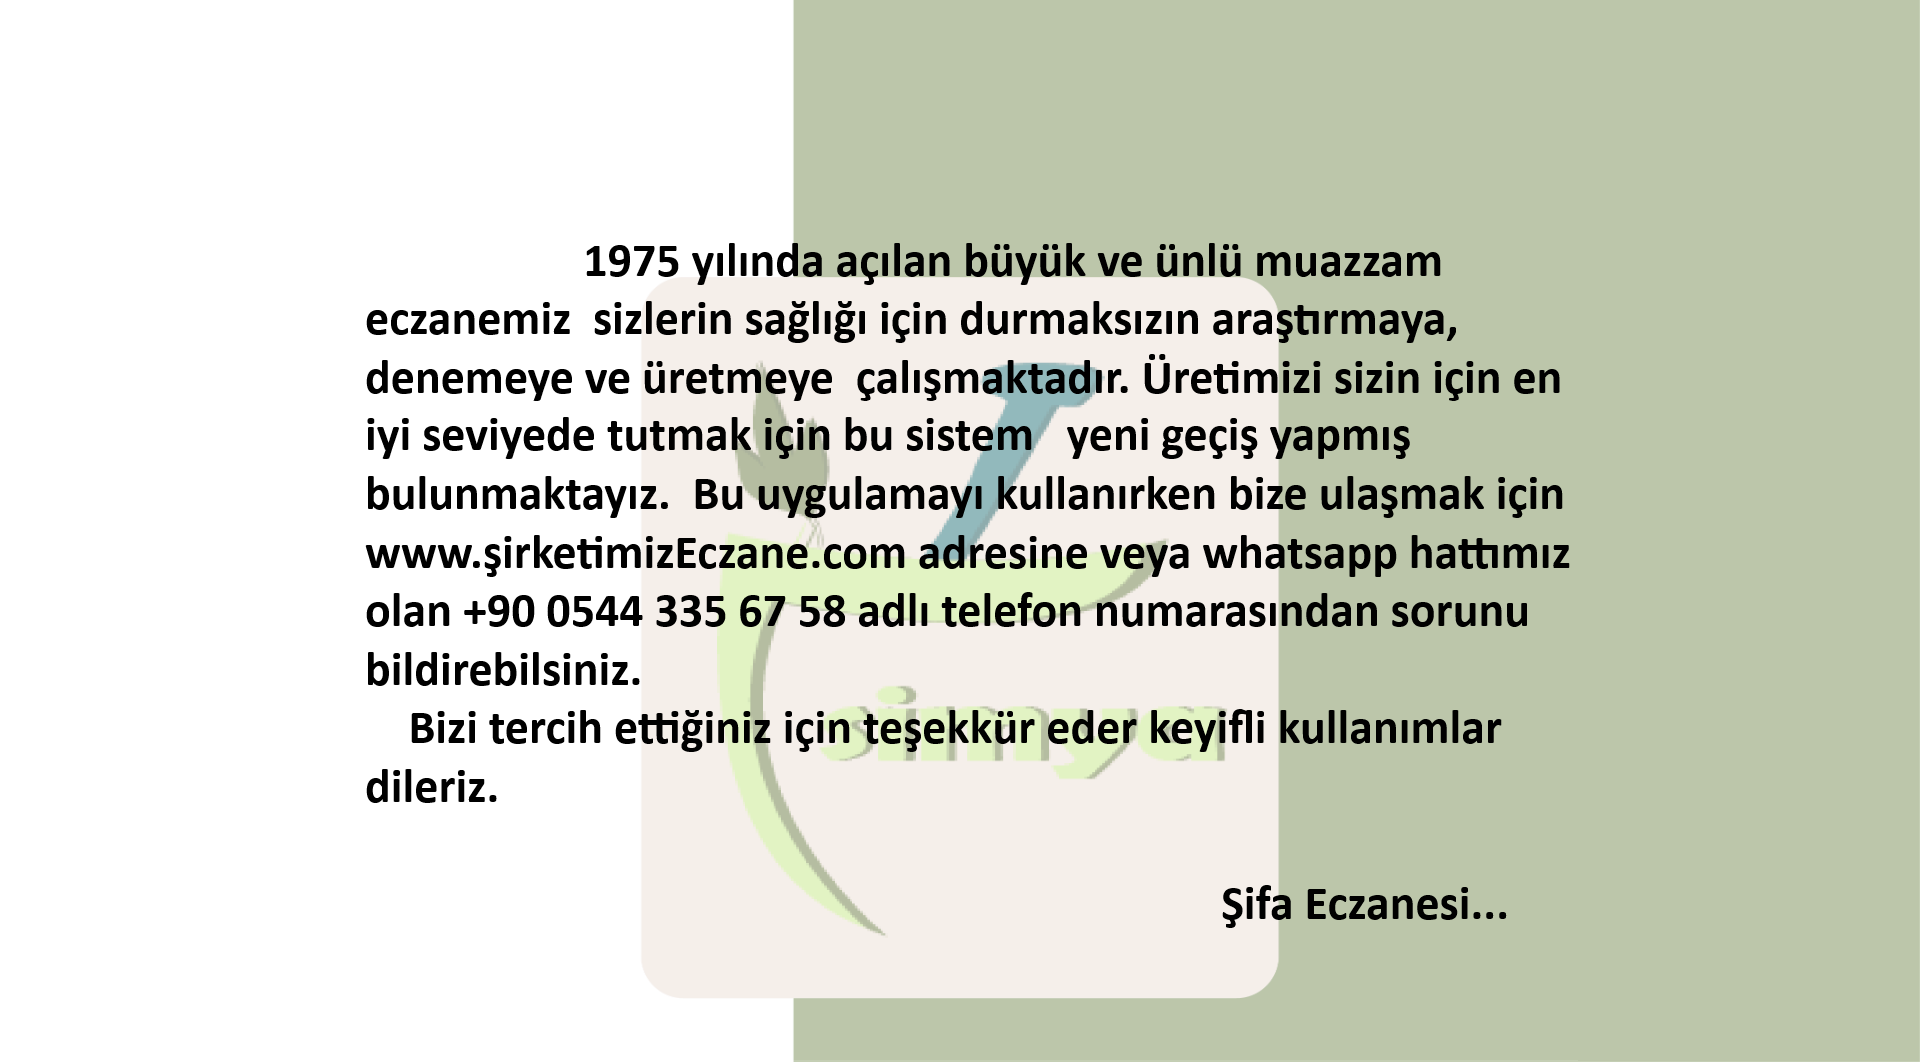 1975 yılında açılan büyük ve ünlü muazzam
eczanemiz  sizlerin sağlığı için durmaksızın araştırmaya,
denemeye ve üretmeye  çalışmaktadır. Üretimizi sizin için en
iyi seviyede tutmak için bu sistem   yeni geçiş yapmış
bulunmaktayız.  Bu uygulamayı kullanırken bize ulaşmak için
www.şirketimizEczane.com adresine veya whatsapp hattımız
olan +90 0544 335 67 58 adlı telefon numarasından sorunu
bildirebilsiniz.
simya
Bizi tercih ettiğiniz için teşekkür eder keyifli kullanımlar
dileriz.
Şifa Eczanesi...